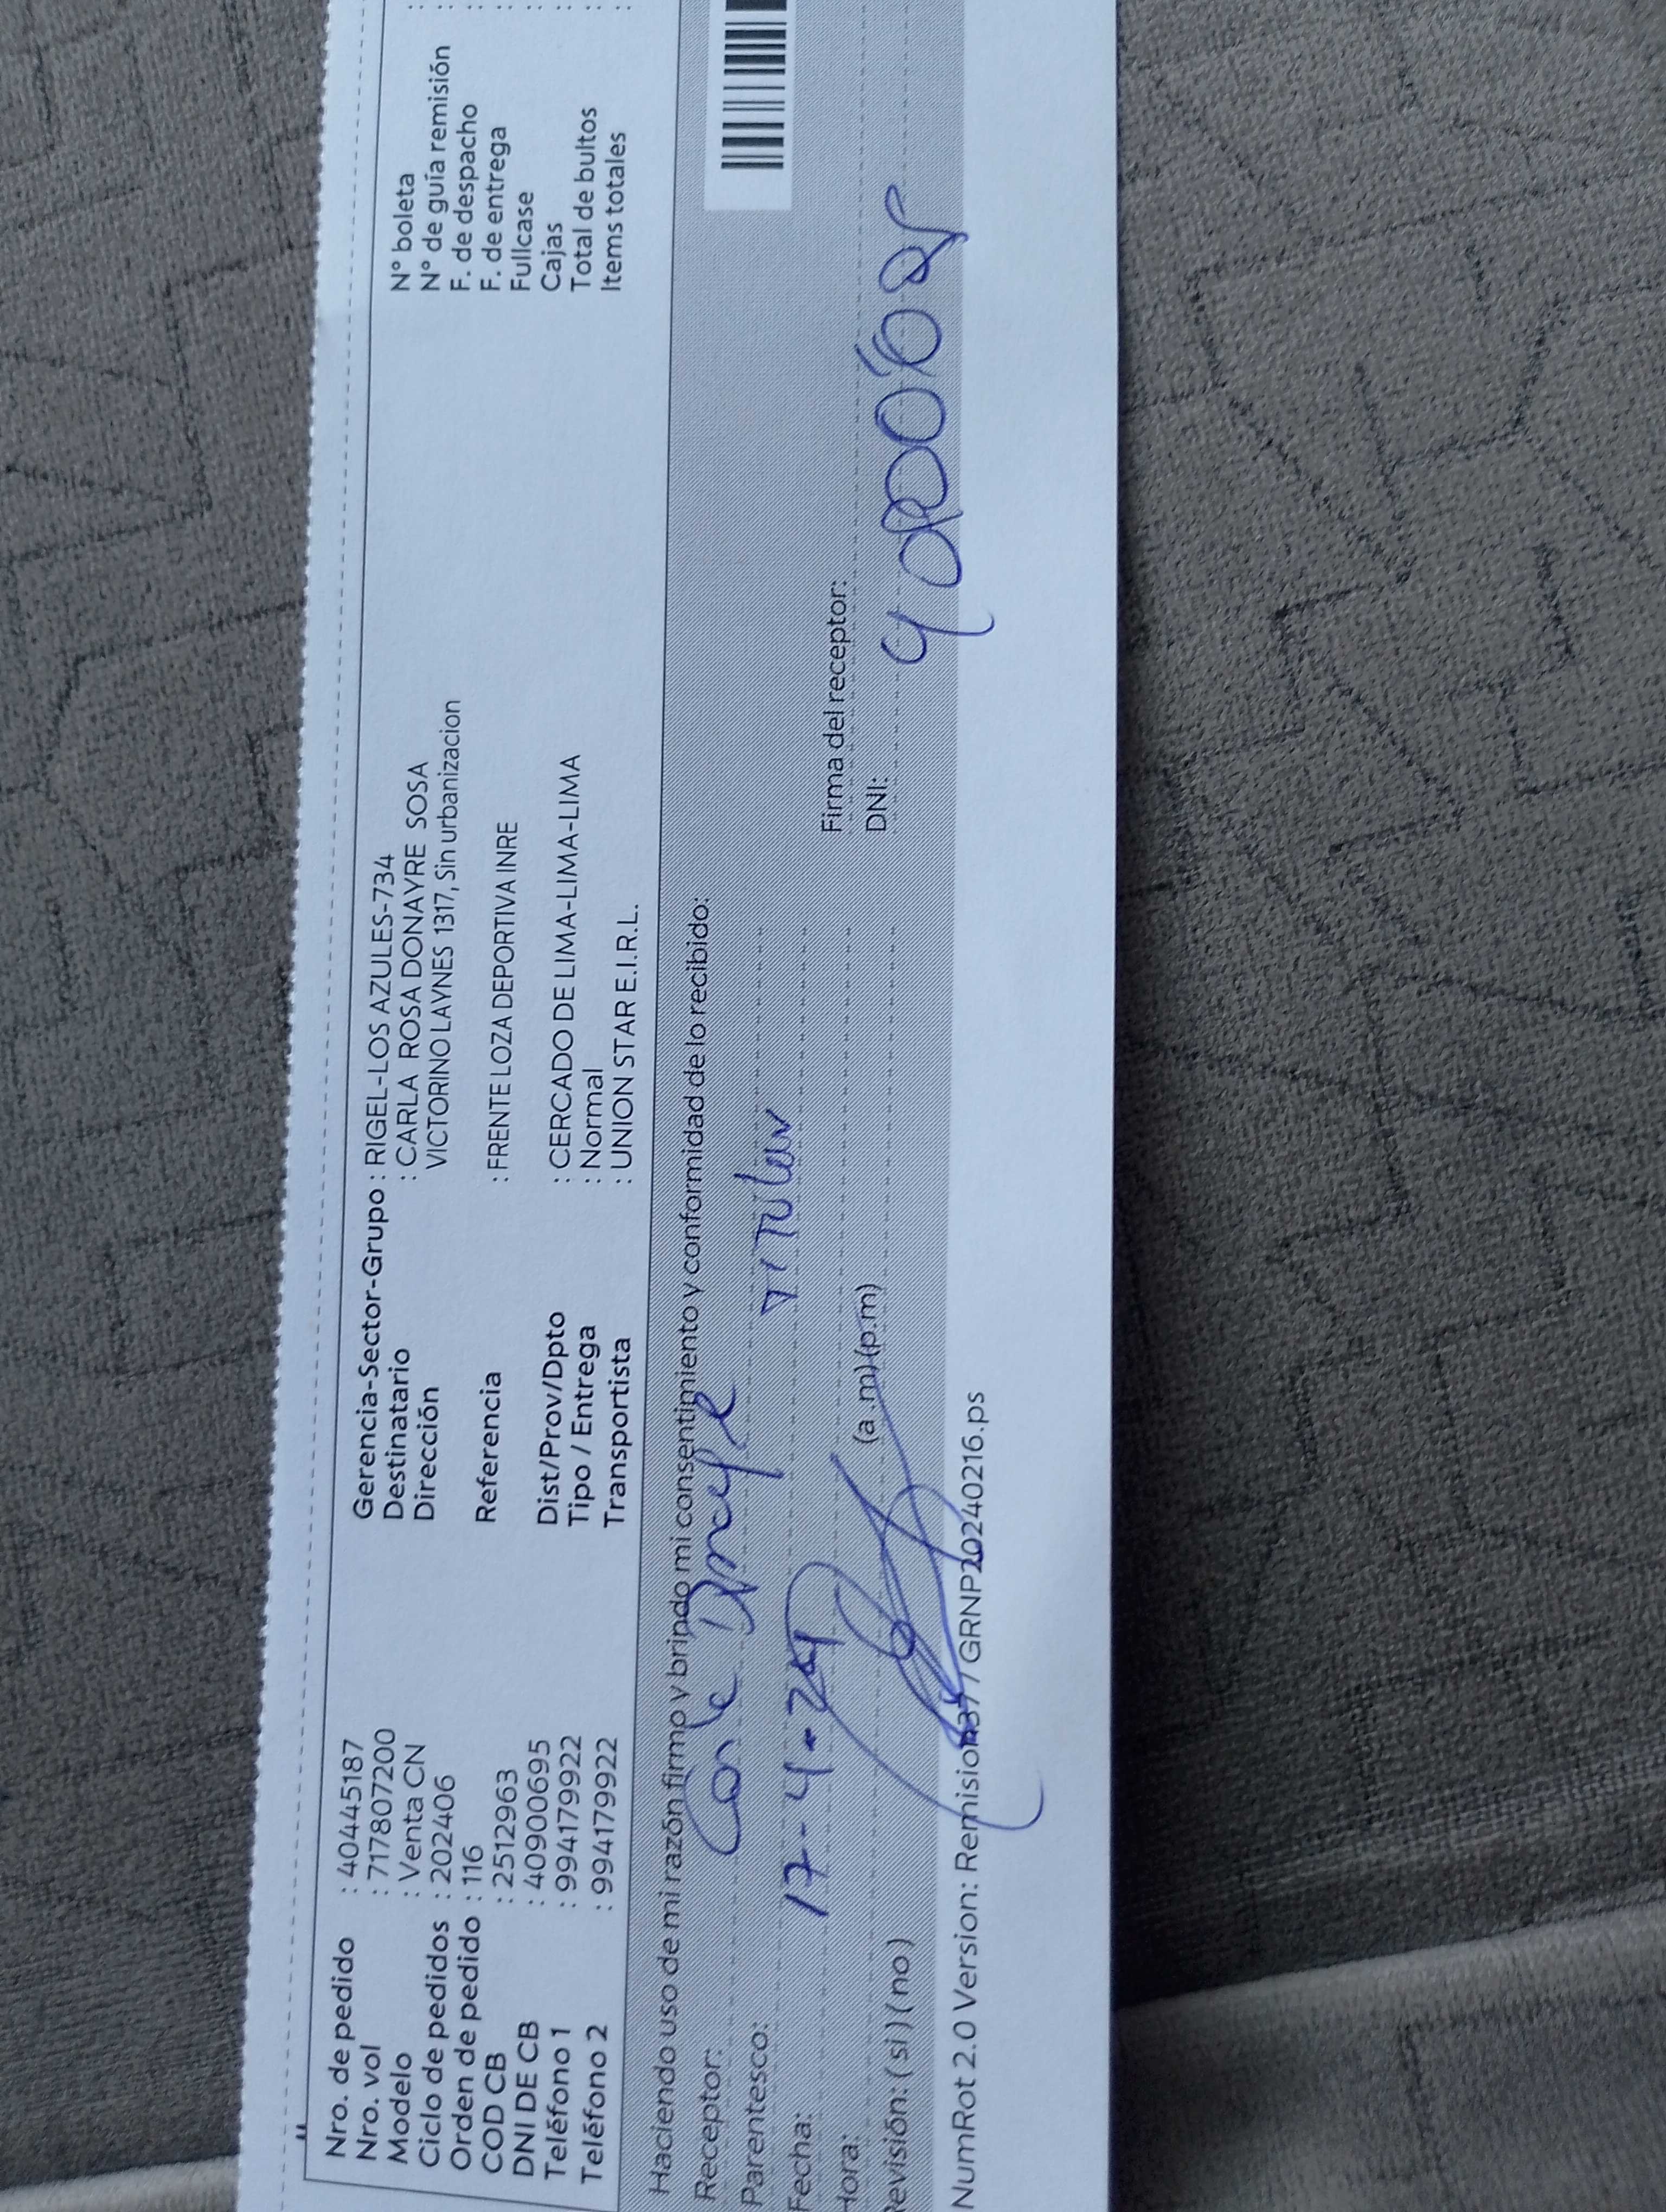 Nro. de pedido : 40445187
Nro. vol : 717807200
Modelo : Venta CN
Ciclo de pedidos : 202406
Orden de pedido : 116
COD CB : 2512963
DNI DE CB : 40900695
Teléfono 1 : 994179922
Teléfono 2 : 994179922
Gerencia-Sector-Grupo : RIGEL-LOS AZULES-734
Destinatario : CARLA ROSA DONAYRE SOSA
Dirección VICTORINO LAYNES 1317, Sin urbanizacion
Referencia : FRENTE LOZA DEPORTIVA INRE
Dist/Prov/Dpto : CERCADO DE LIMA-LIMA-LIMA
Tipo / Entrega : Normal
Transportista : UNION STAR E.I.R.L.
N° boleta :
N° de guía remisión :
F. de despacho :
F. de entrega :
Fullcase :
Cajas :
Total de bultos :
Items totales :
Haciendo uso de mi razón firmo y brindo mi consentimiento y conformidad de lo recibido:
Receptor:
Parentesco: Titular
Fecha: 17-4-24
Hora: (a.m)(p.m)
Revisión: (si) (no)
Firma del receptor:
DNI:
NumRot 2.0 Version: GRNP20240216.ps